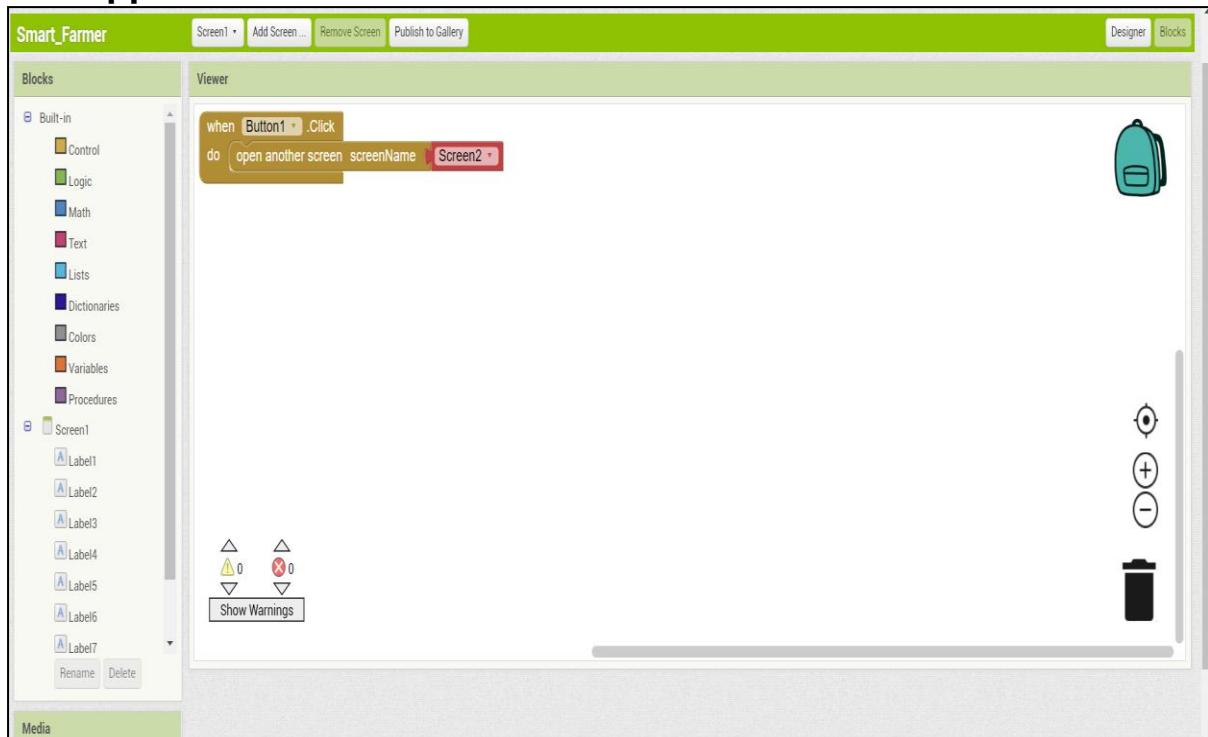 Smart_Farmer
Screen1
Add Screen ...
Remove Screen
Publish to Gallery
Designer
Blocks
Blocks
Viewer
Built-in
Control
Logic
Math
Text
Lists
Dictionaries
Colors
Variables
Procedures
Screen1
Label1
Label2
Label3
Label4
Label5
Label6
Label7
Rename
Delete
Media
when Button1 .Click
do open another screen screenName Screen2
0
0
Show Warnings